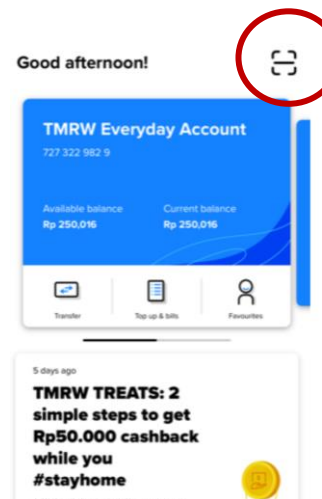 Good afternoon!
TMRW Everyday Account
727 322 982 9
Available balance Current balance
Rp 250,016 Rp 250,016
Transfer Top up & bills Favourites
5 days ago
TMRW TREATS: 2
simple steps to get
Rp50.000 cashback
while you
#stayhome